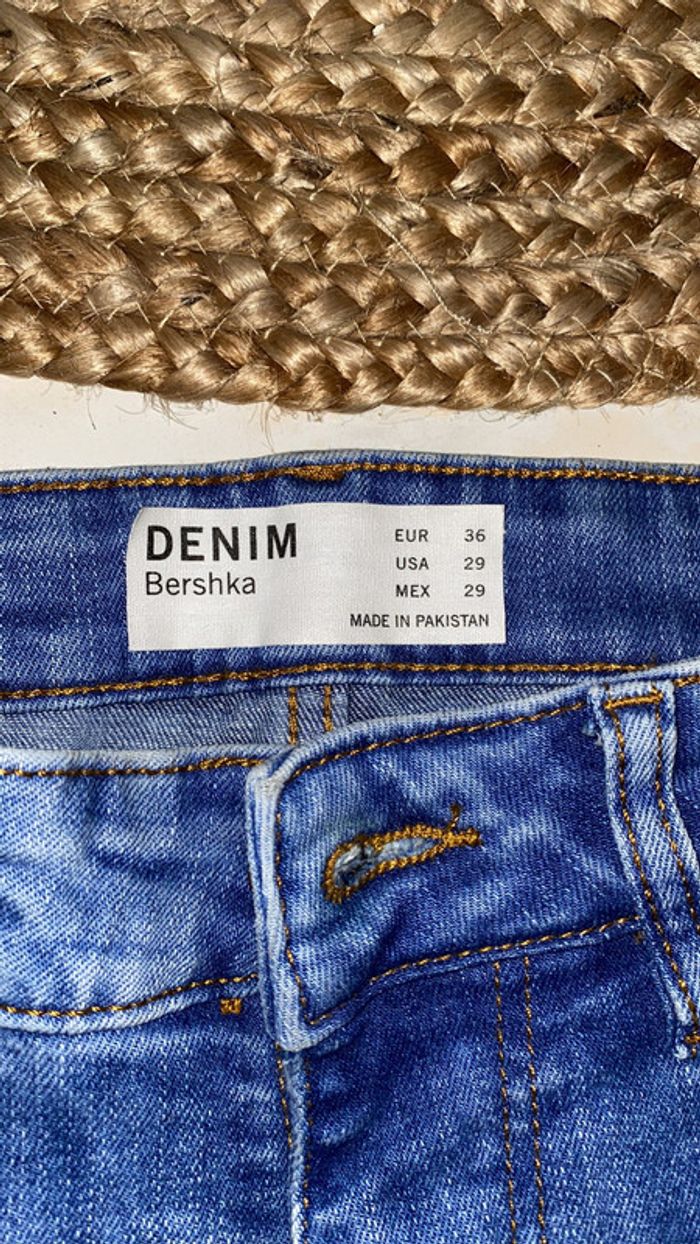 DENIM
Bershka
EUR 36
USA 29
MEX 29
MADE IN PAKISTAN